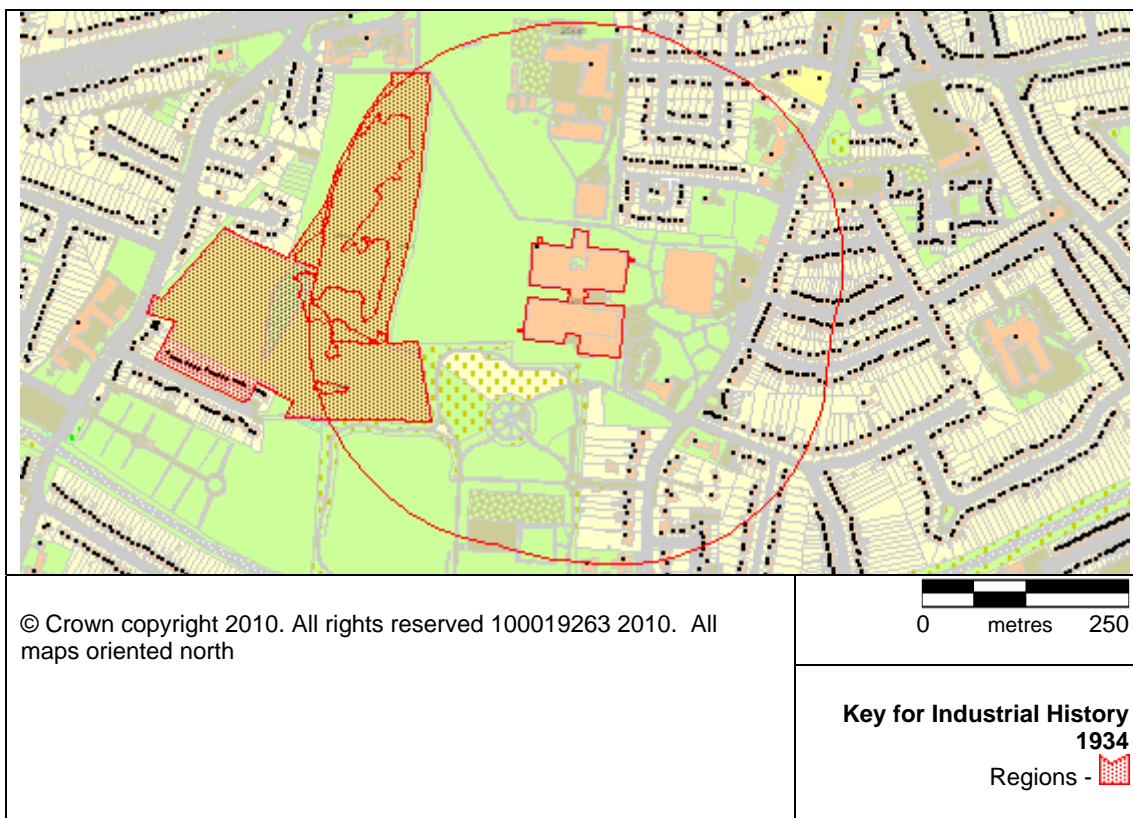 © Crown copyright 2010. All rights reserved 100019263 2010. All
maps oriented north
0 metres 250
Key for Industrial History
1934
Regions -